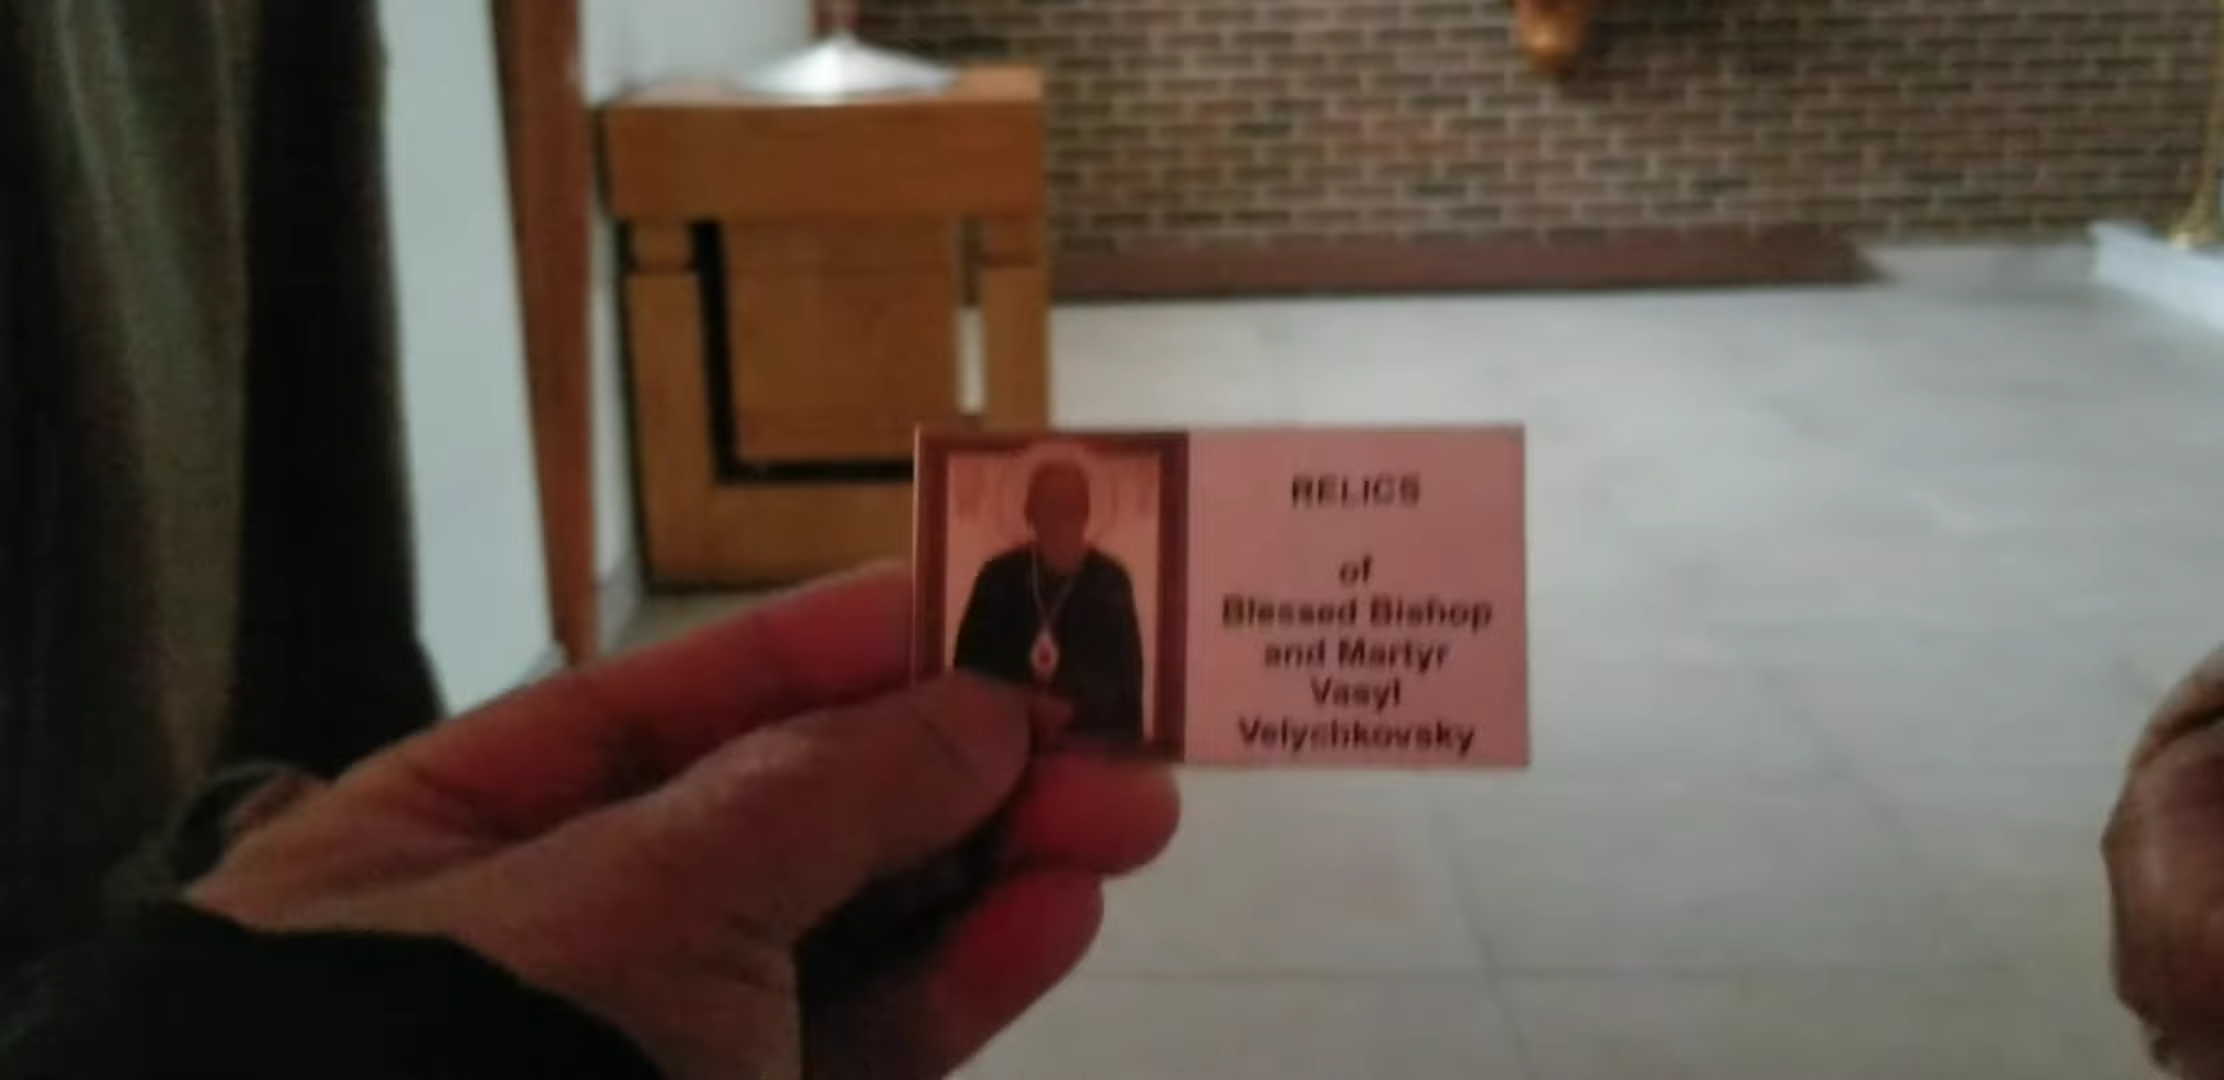 RELICS
of
Blessed Bishop
and Martyr
Vasyl
Velychkovsky